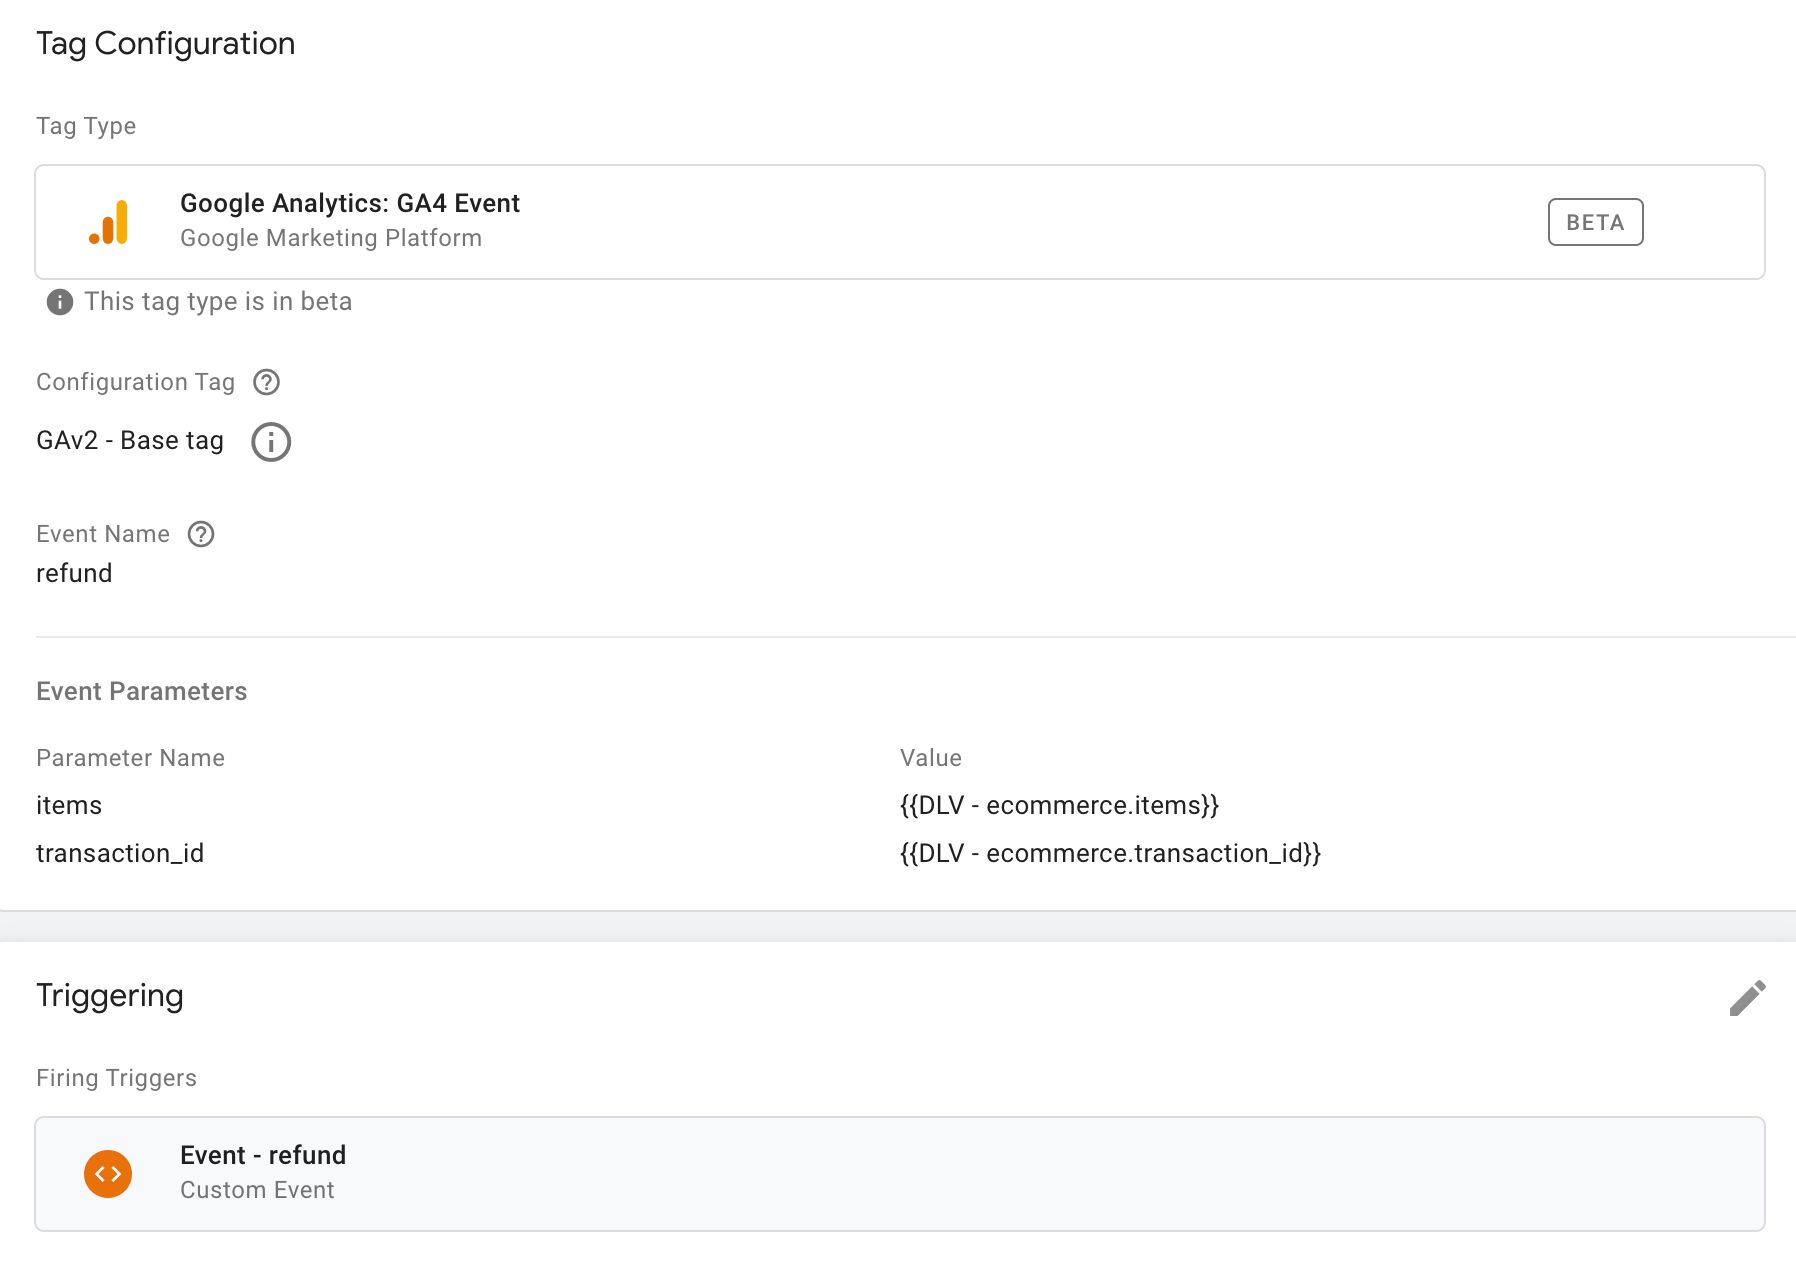 Tag Configuration
Tag Type
Google Analytics: GA4 Event
Google Marketing Platform
BETA
This tag type is in beta
Configuration Tag
GAv2 - Base tag
Event Name
refund
Event Parameters
Parameter Name Value
items {{DLV - ecommerce.items}}
transaction_id {{DLV - ecommerce.transaction_id}}
Triggering
Firing Triggers
Event - refund
Custom Event